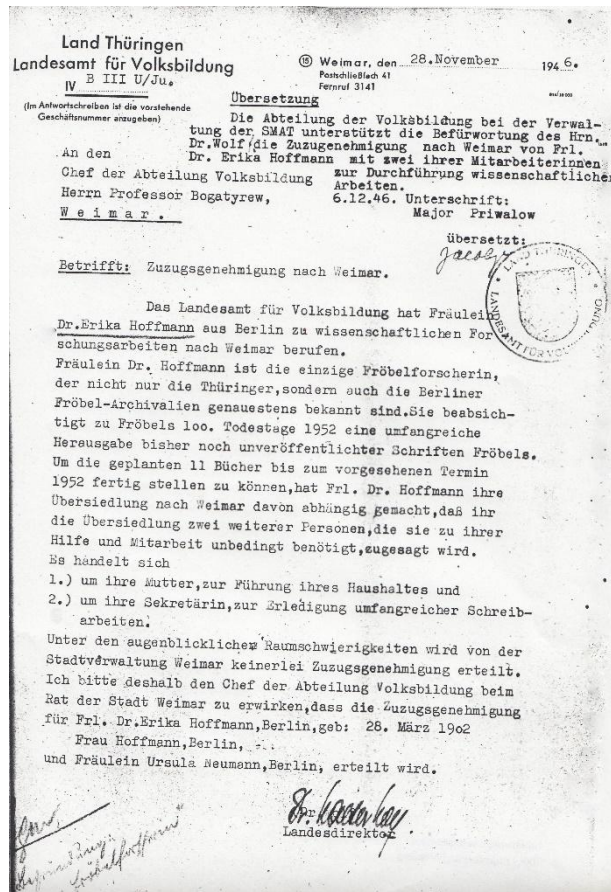 Land Thüringen
Landesamt für Volksbildung
IV B III U/Ju.
(Im Antwortschreiben ist die vorstehende
Geschäftsnummer anzugeben)
(15) Weimar, den 28.November 1946.
Postschließfach 41
Fernruf 3141
Übersetzung
Die Abteilung der Volksbildung bei der Verwal-
tung der SMAT unterstützt die Befürwortung des Hrn.
Dr.Wolf,die Zuzugenehmigung nach Weimar von Frl.
Dr. Erika Hoffmann mit zwei ihrer Mitarbeiterinnen
zur Durchführung wissenschaftlicher
Arbeiten.
6.12.46. Unterschrift:
Major Priwalow
übersetzt:
Jacoby
An den
Chef der Abteilung Volksbildung
Herrn Professor Bogatyrew,
Weimar.
LAND THÜRINGEN
LANDESAMT FÜR VOLKSBILDUNG
Betrifft: Zuzugsgenehmigung nach Weimar.
Das Landesamt für Volksbildung hat Fräulein
Dr.Erika Hoffmann aus Berlin zu wissenschaftlichen For
schungsarbeiten nach Weimar berufen.
Fräulein Dr. Hoffmann ist die einzige Fröbelforscherin,
der nicht nur die Thüringer,sondern auch die Berliner
Fröbel-Archivalien genauestens bekannt sind.Sie beabsich-
tigt zu Fröbels 100. Todestage 1952 eine umfangreiche
Herausgabe bisher noch unveröffentlichter Schriften Fröbels.
Um die geplanten 11 Bücher bis zum vorgesehenen Termin
1952 fertig stellen zu können,hat Frl. Dr. Hoffmann ihre
Übersiedlung nach Weimar davon abhängig gemacht,daß ihr
die Übersiedlung zwei weiterer Personen,die sie zu ihrer
Hilfe und Mitarbeit unbedingt benötigt,zugesagt wird.
Es handelt sich
1.) um ihre Mutter,zur Führung ihres Haushaltes und
2.) um ihre Sekretärin,zur Erledigung umfangreicher Schreib-
arbeiten.
Unter den augenblicklichen Raumschwierigkeiten wird von der
Stadtverwaltung Weimar keinerlei Zuzugsgenehmigung erteilt.
Ich bitte deshalb den Chef der Abteilung Volksbildung beim
Rat der Stadt Weimar zu erwirken,dass die Zuzugsgenehmigung
für Frl. Dr.Erika Hoffmann,Berlin,geb: 28. März 1902
Frau Hoffmann,Berlin,
und Fräulein Ursula Neumann,Berlin, erteilt wird.
Dr.
Landesdirektor